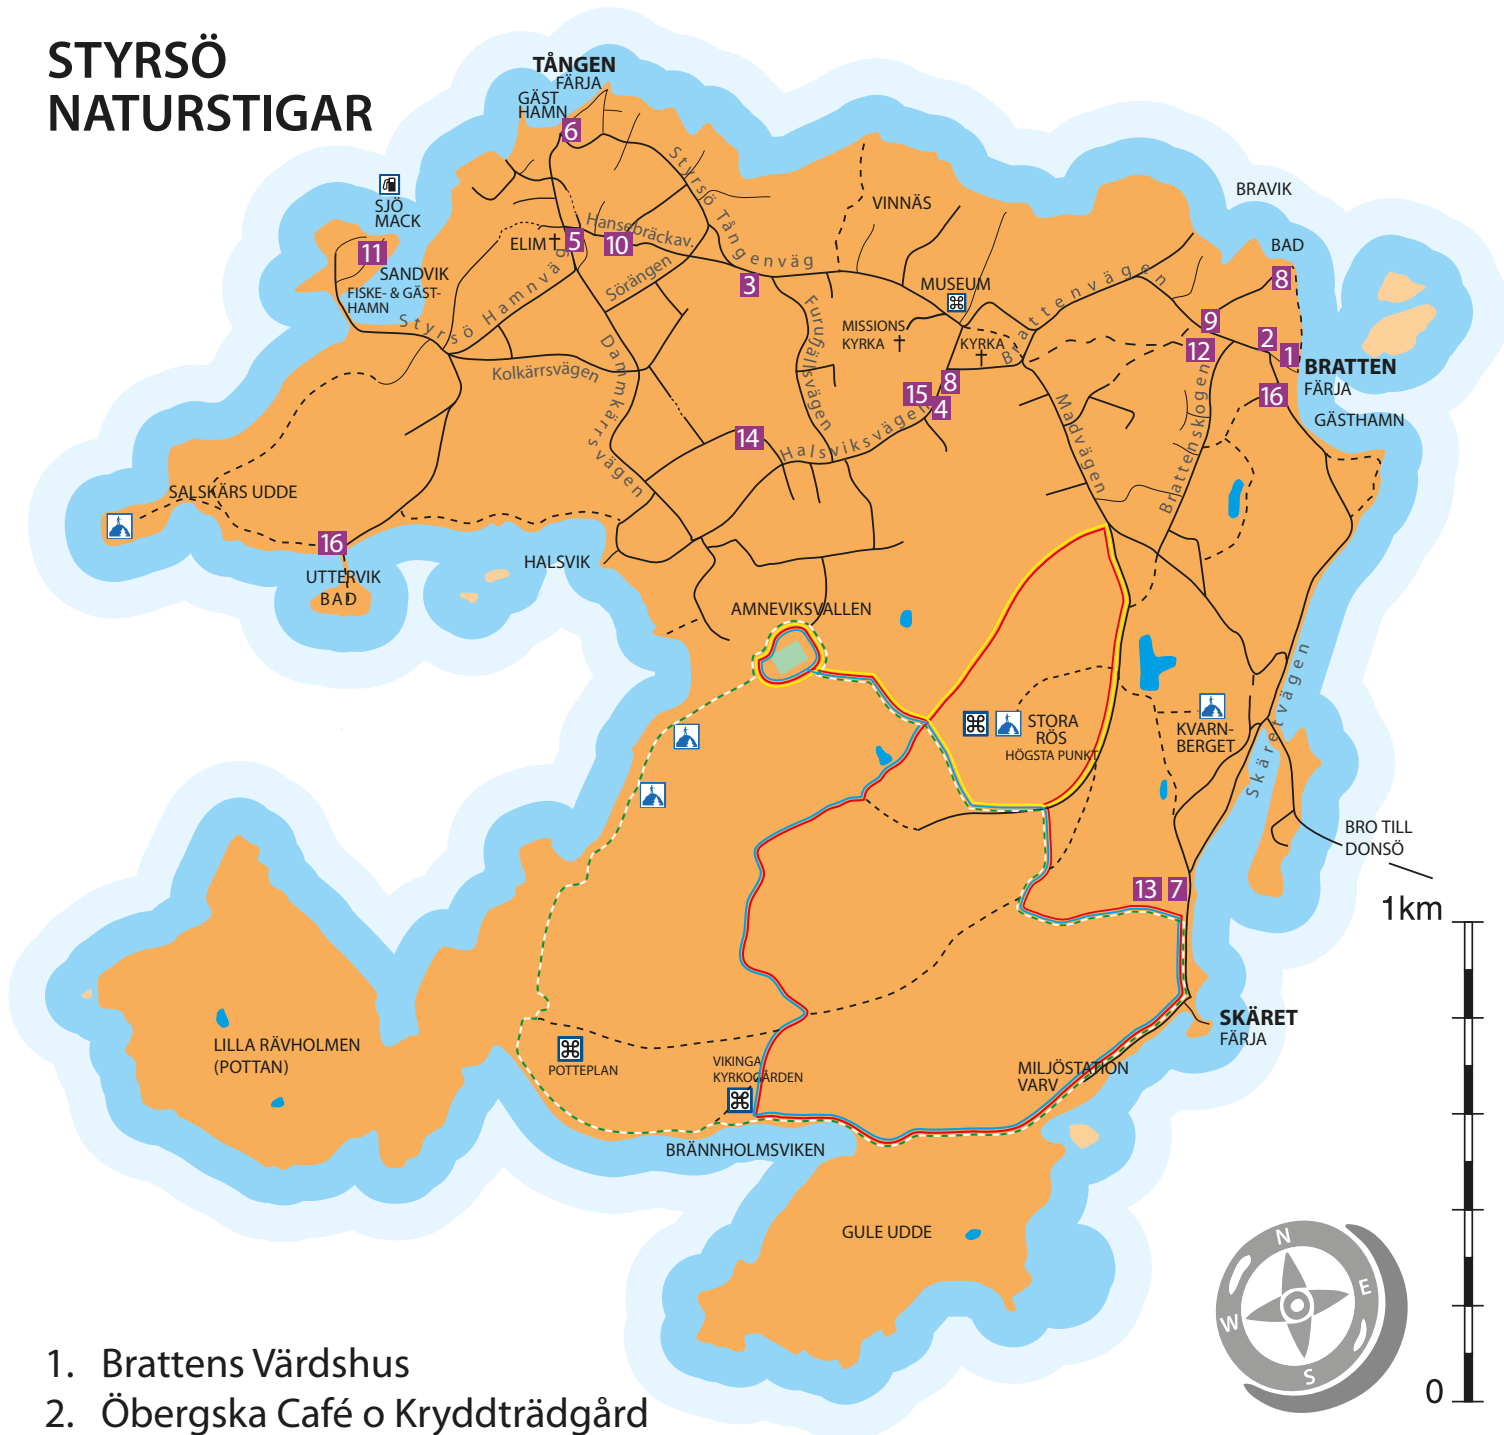 STYRSÖ
NATURSTIGAR
TÅNGEN
FÄRJA
GÄST
HAMN
6
SJÖ
MACK
11
SANDVIK
FISKE- & GÄST-
HAMN
ELIM
5
10
Hansebräckav.
Styrsö Tångenväg
Sörängen
Styrsö Hamnväg
3
VINNÄS
MUSEUM
MISSIONS
KYRKA
KYRKA
Brattenvägen
BRAVIK
BAD
8
9
2
12
1
BRATTEN
FÄRJA
16
GÄSTHAMN
Furufjällsvägen
Dammkärrsvägen
Kolkärrsvägen
15
8
4
14
Halsviksvägen
Madvägen
Brattenskogen
SALSKÄRS UDDE
16
UTTERVIK
BAD
HALSVIK
AMNEVIKSVALLEN
STORA
RÖS
HÖGSTA PUNKT
KVARN-
BERGET
Skäretvägen
BRO TILL
DONSÖ
13
7
1km
SKÄRET
FÄRJA
LILLA RÄVHOLMEN
(POTTAN)
POTTEPLAN
VIKINGA
KYRKOGÅRDEN
MILJÖSTATION
VARV
BRÄNNHOLMSVIKEN
GULE UDDE
N
E
S
W
0
1. Brattens Värdshus
2. Öbergska Café o Kryddträdgård